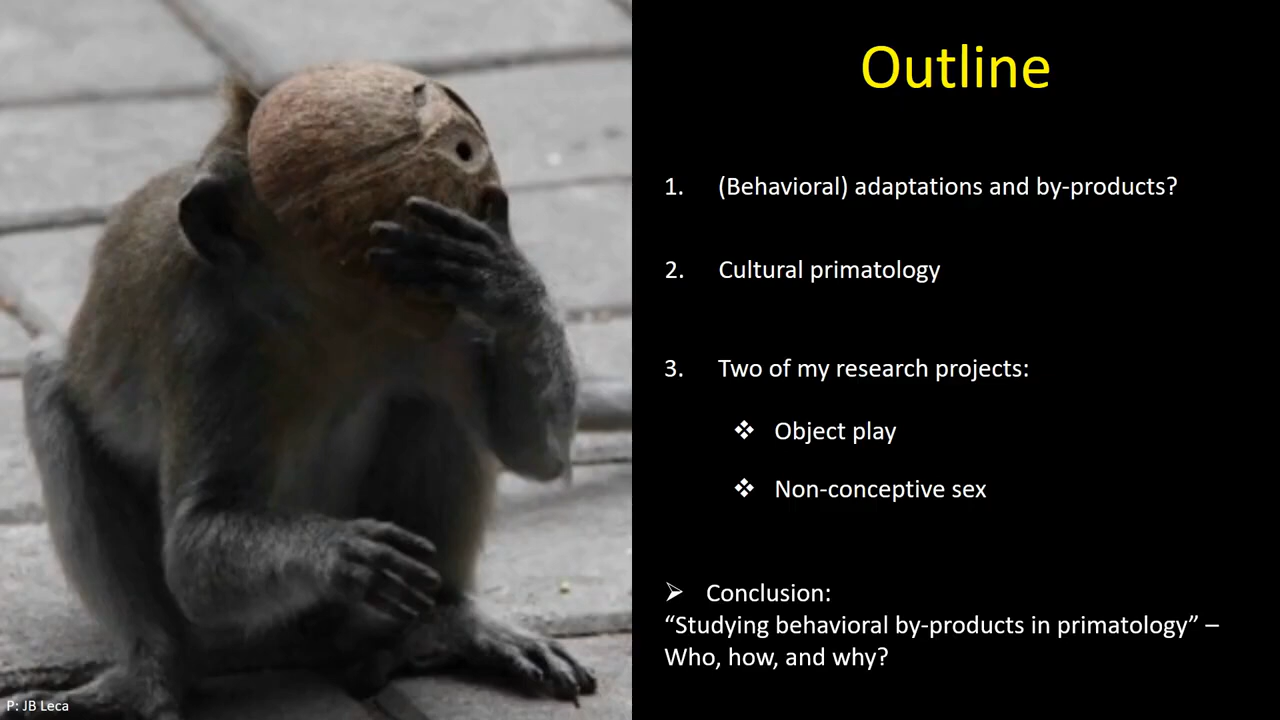 Outline
1. (Behavioral) adaptations and by-products?
2. Cultural primatology
3. Two of my research projects:
❖ Object play
❖ Non-conceptive sex
➢ Conclusion:
“Studying behavioral by-products in primatology” –
Who, how, and why?
P: JB Leca